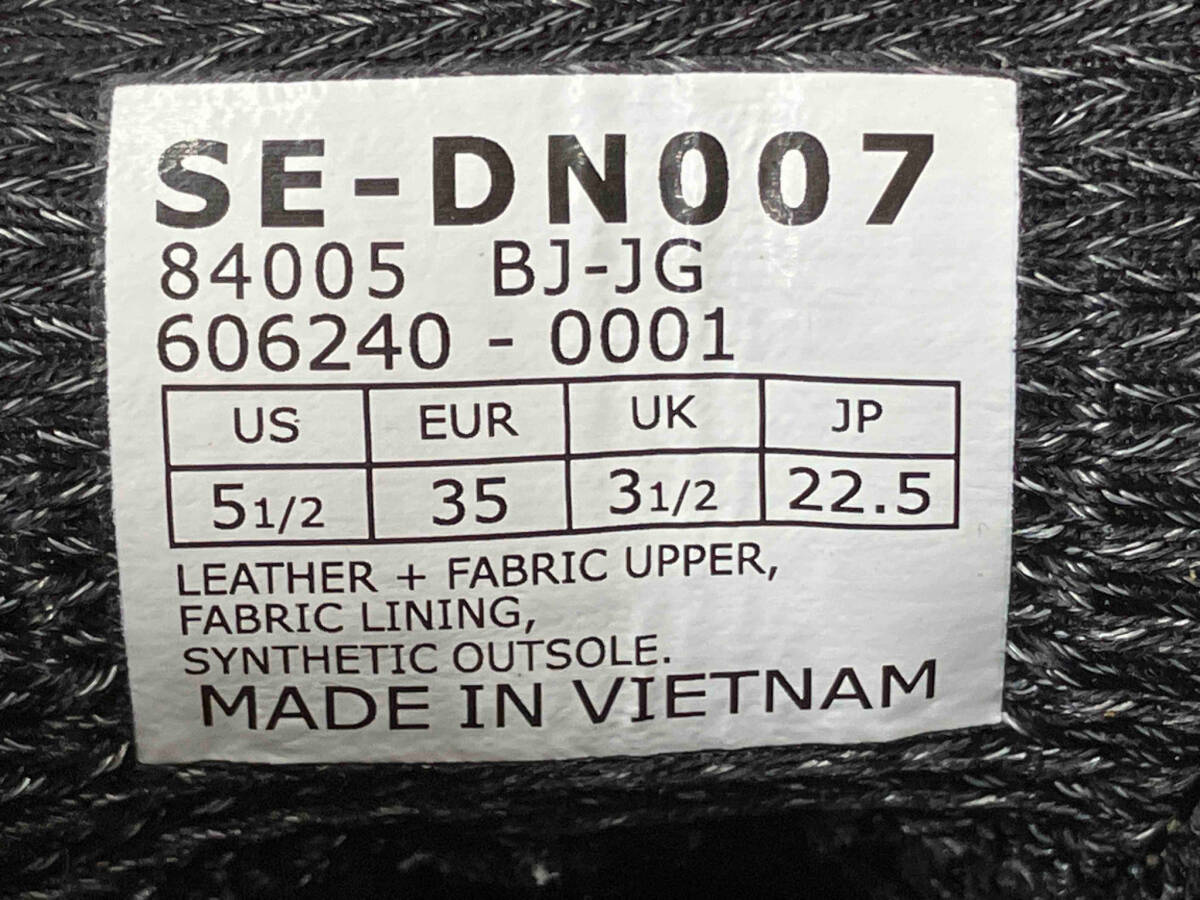 SE-DN007
84005 BJ-JG
606240 - 0001
US EUR UK JP
5 1/2 35 3 1/2 22.5
LEATHER + FABRIC UPPER,
FABRIC LINING,
SYNTHETIC OUTSOLE.
MADE IN VIETNAM